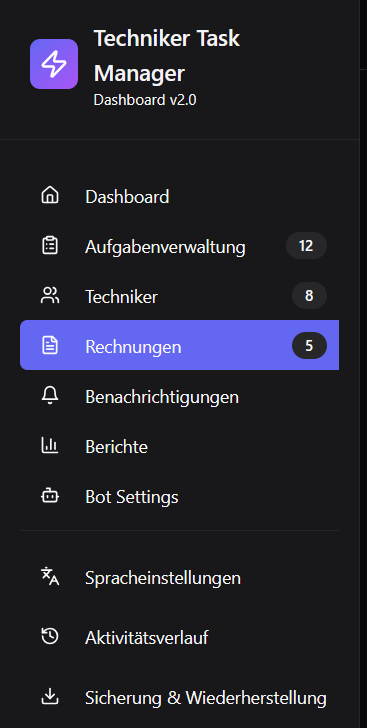 Techniker Task
Manager
Dashboard v2.0
Dashboard
Aufgabenverwaltung 12
Techniker 8
Rechnungen 5
Benachrichtigungen
Berichte
Bot Settings
Spracheinstellungen
Aktivitätsverlauf
Sicherung & Wiederherstellung